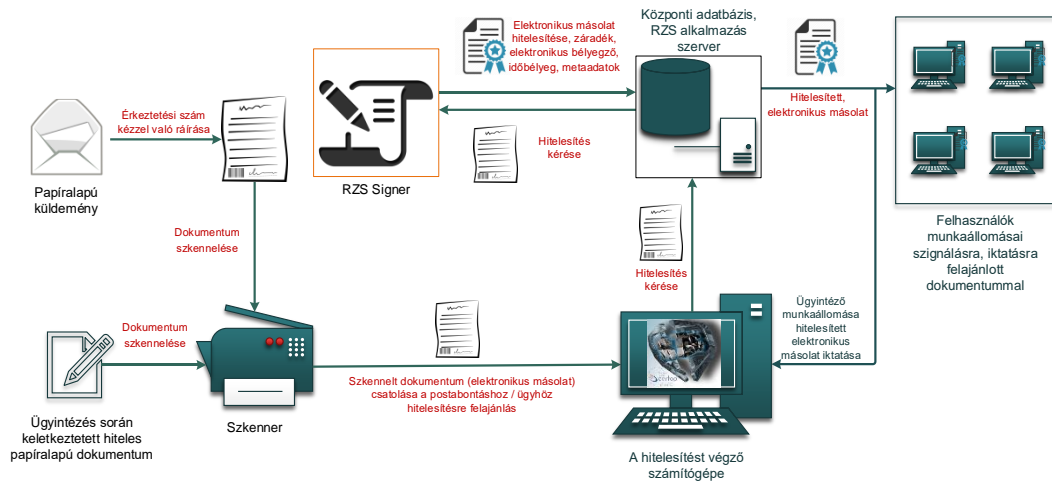 Elektronikus másolat
hitelesítése, záradék,
elektronikus bélyegző,
időbélyeg, metaadatok
Központi adatbázis,
RZS alkalmazás
szerver
Érkeztetési szám
kézzel való ráírása
Hitelesített,
elektronikus másolat
Hitelesítés
kérése
Papíralapú
küldemény
RZS Signer
Felhasználók
munkaállomásai
szignálásra, iktatásra
felajánlott
dokumentummal
Dokumentum
szkennelése
Hitelesítés
kérése
Ügyintéző
munkaállomása
hitelesített
elektronikus
másolat iktatása
Dokumentum
szkennelése
Szkennelt dokumentum (elektronikus másolat)
csatolása a postabontáshoz / ügyhöz
hitelesítésre felajánlás
Ügyintézés során
keletkeztetett hiteles
papíralapú dokumentum
Szkenner
A hitelesítést végző
számítógépe